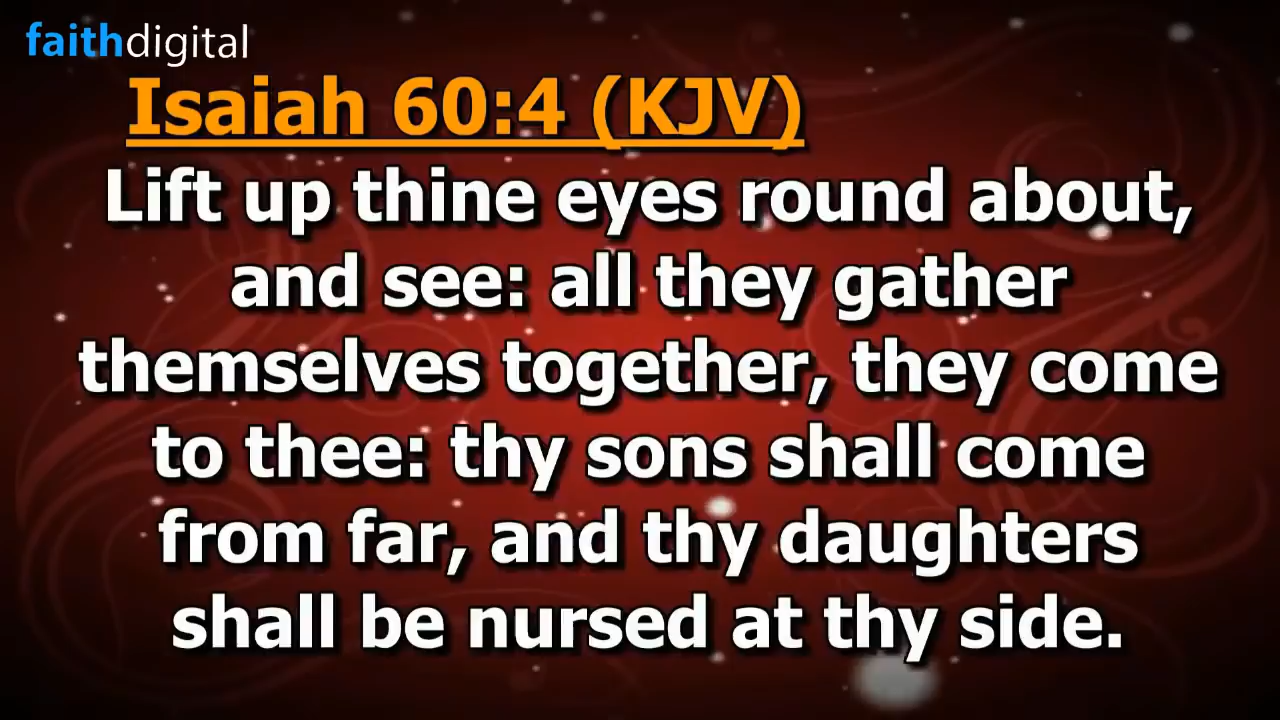 faithdigital
Isaiah 60:4 (KJV)
Lift up thine eyes round about,
and see: all they gather
themselves together, they come
to thee: thy sons shall come
from far, and thy daughters
shall be nursed at thy side.